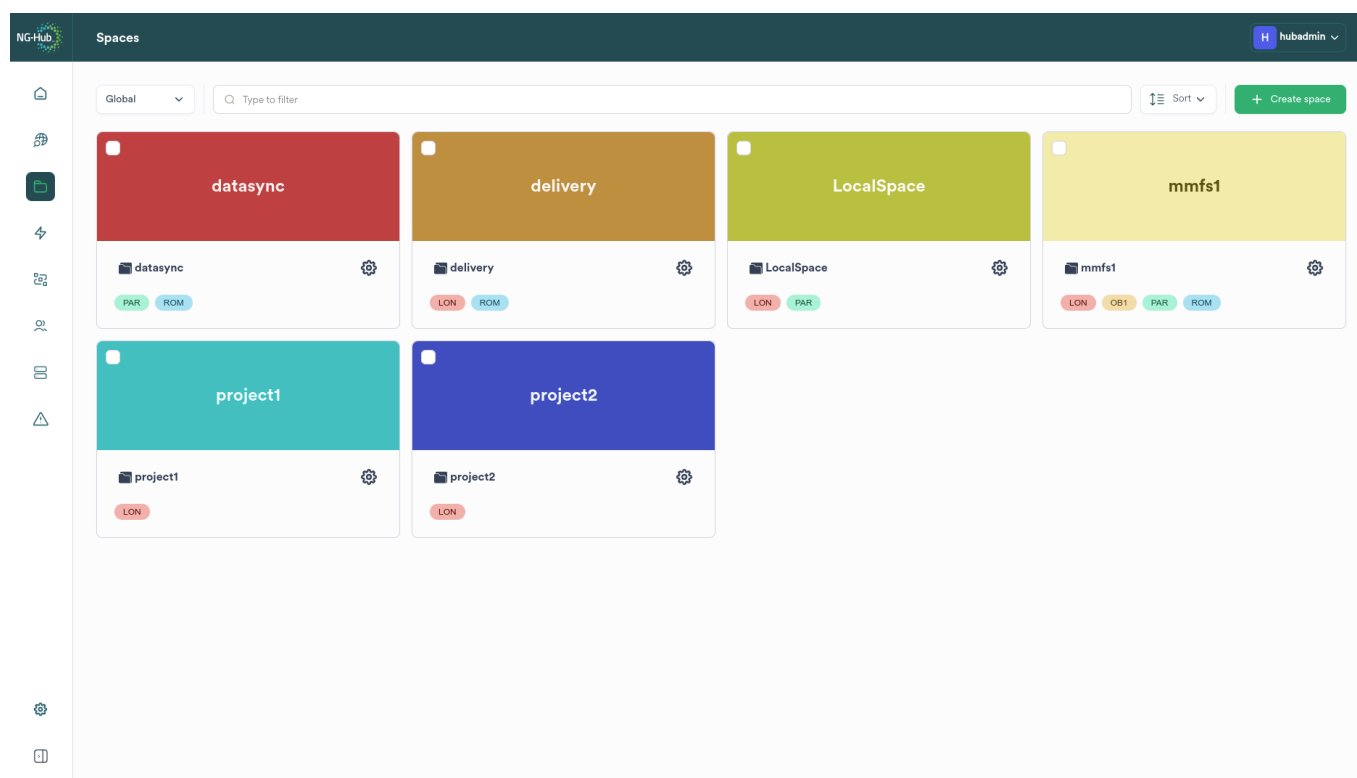 NG-Hub
Spaces
H hubadmin
Global
Type to filter
Sort
+ Create space
datasync
delivery
LocalSpace
mmfs1
datasync
delivery
LocalSpace
mmfs1
PAR ROM
LON ROM
LON PAR
LON OB1 PAR ROM
project1
project2
project1
project2
LON
LON